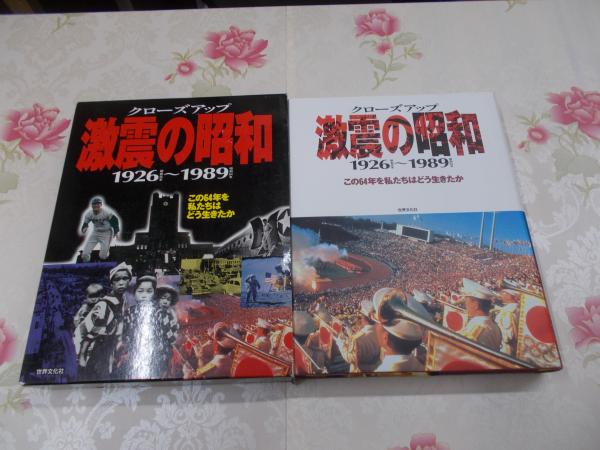 クローズアップ
激震の昭和
1926～1989
この64年を
私たちは
どう生きたか
世界文化社
クローズアップ
激震の昭和
1926～1989
この64年を私たちはどう生きたか
世界文化社